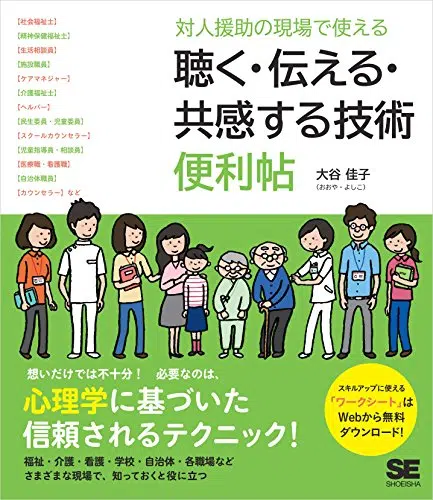 【社会福祉士】
【精神保健福祉士】
【生活相談員】
【施設職員】
【ケアマネジャー】
【介護福祉士】
【ヘルパー】
【民生委員・児童委員】
【スクールカウンセラー】
【児童指導員・相談員】
【医療職・看護職】
【自治体職員】
【カウンセラー】など
対人援助の現場で使える
聴く・伝える・
共感する技術
便利帖
大谷 佳子
(おおや・よしこ)
想いだけでは不十分! 必要なのは、
心理学に基づいた
信頼されるテクニック!
福祉・介護・看護・学校・自治体・各職場など
さまざまな現場で、知っておくと役に立つ
スキルアップに使える
「ワークシート」は
Webから無料
ダウンロード!
SE
SHOEISHA